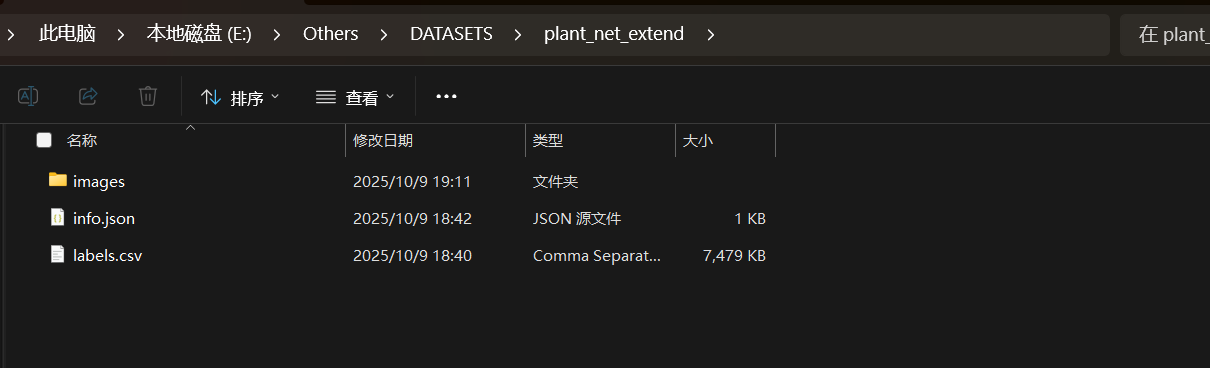 此电脑 本地磁盘 (E:) Others DATASETS plant_net_extend 在 plant_
排序 查看
名称 修改日期 类型 大小
images 2025/10/9 19:11 文件夹
info.json 2025/10/9 18:42 JSON 源文件 1 KB
labels.csv 2025/10/9 18:40 Comma Separat... 7,479 KB